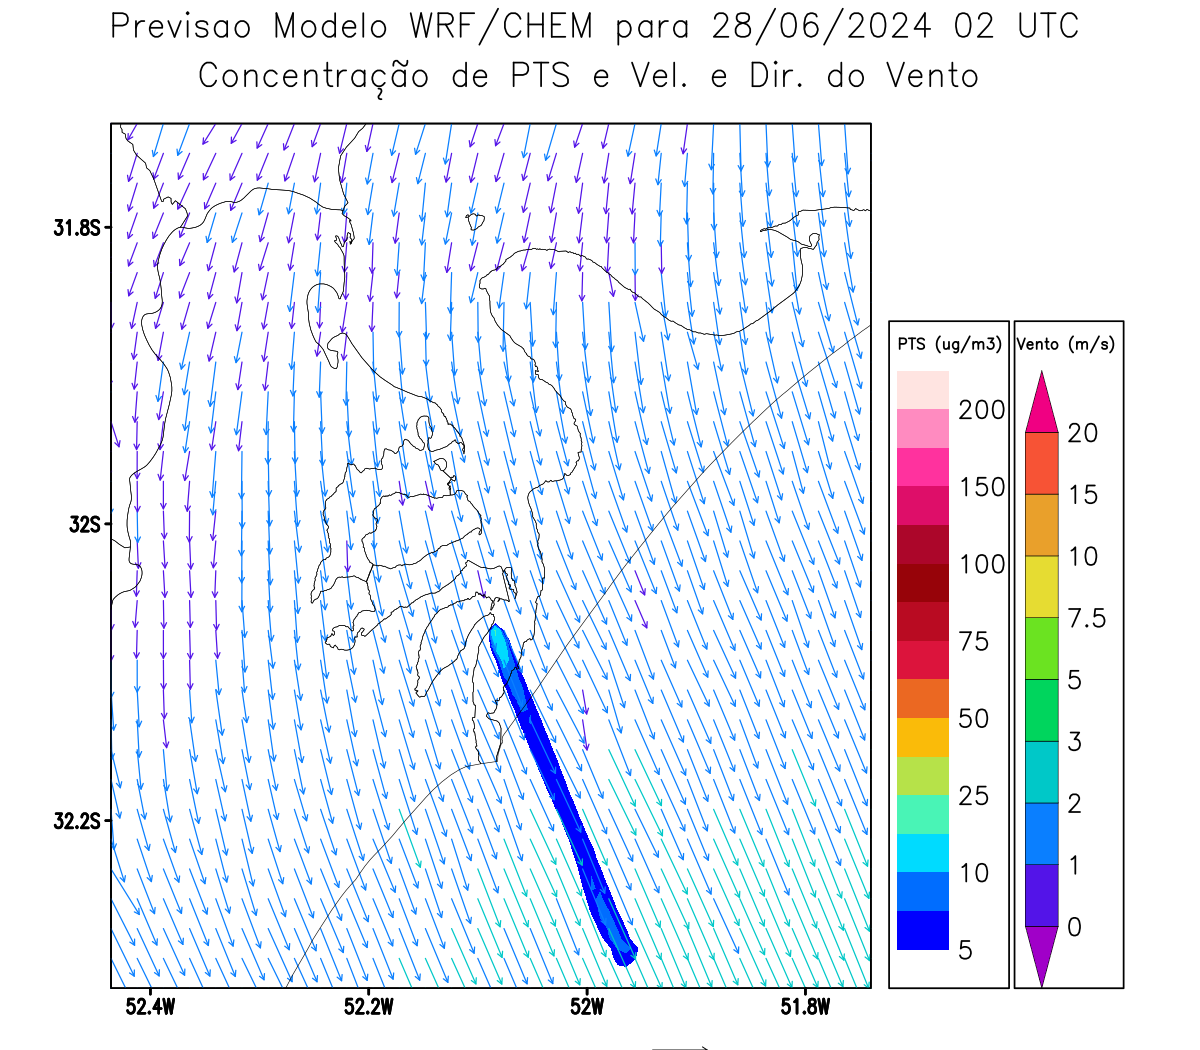 Previsao Modelo WRF/CHEM para 28/06/2024 02 UTC
Concentração de PTS e Vel. e Dir. do Vento
31.8S
32S
32.2S
52.4W
52.2W
52W
51.8W
PTS (ug/m3)
200
150
100
75
50
25
10
5
Vento (m/s)
20
15
10
7.5
5
3
2
1
0